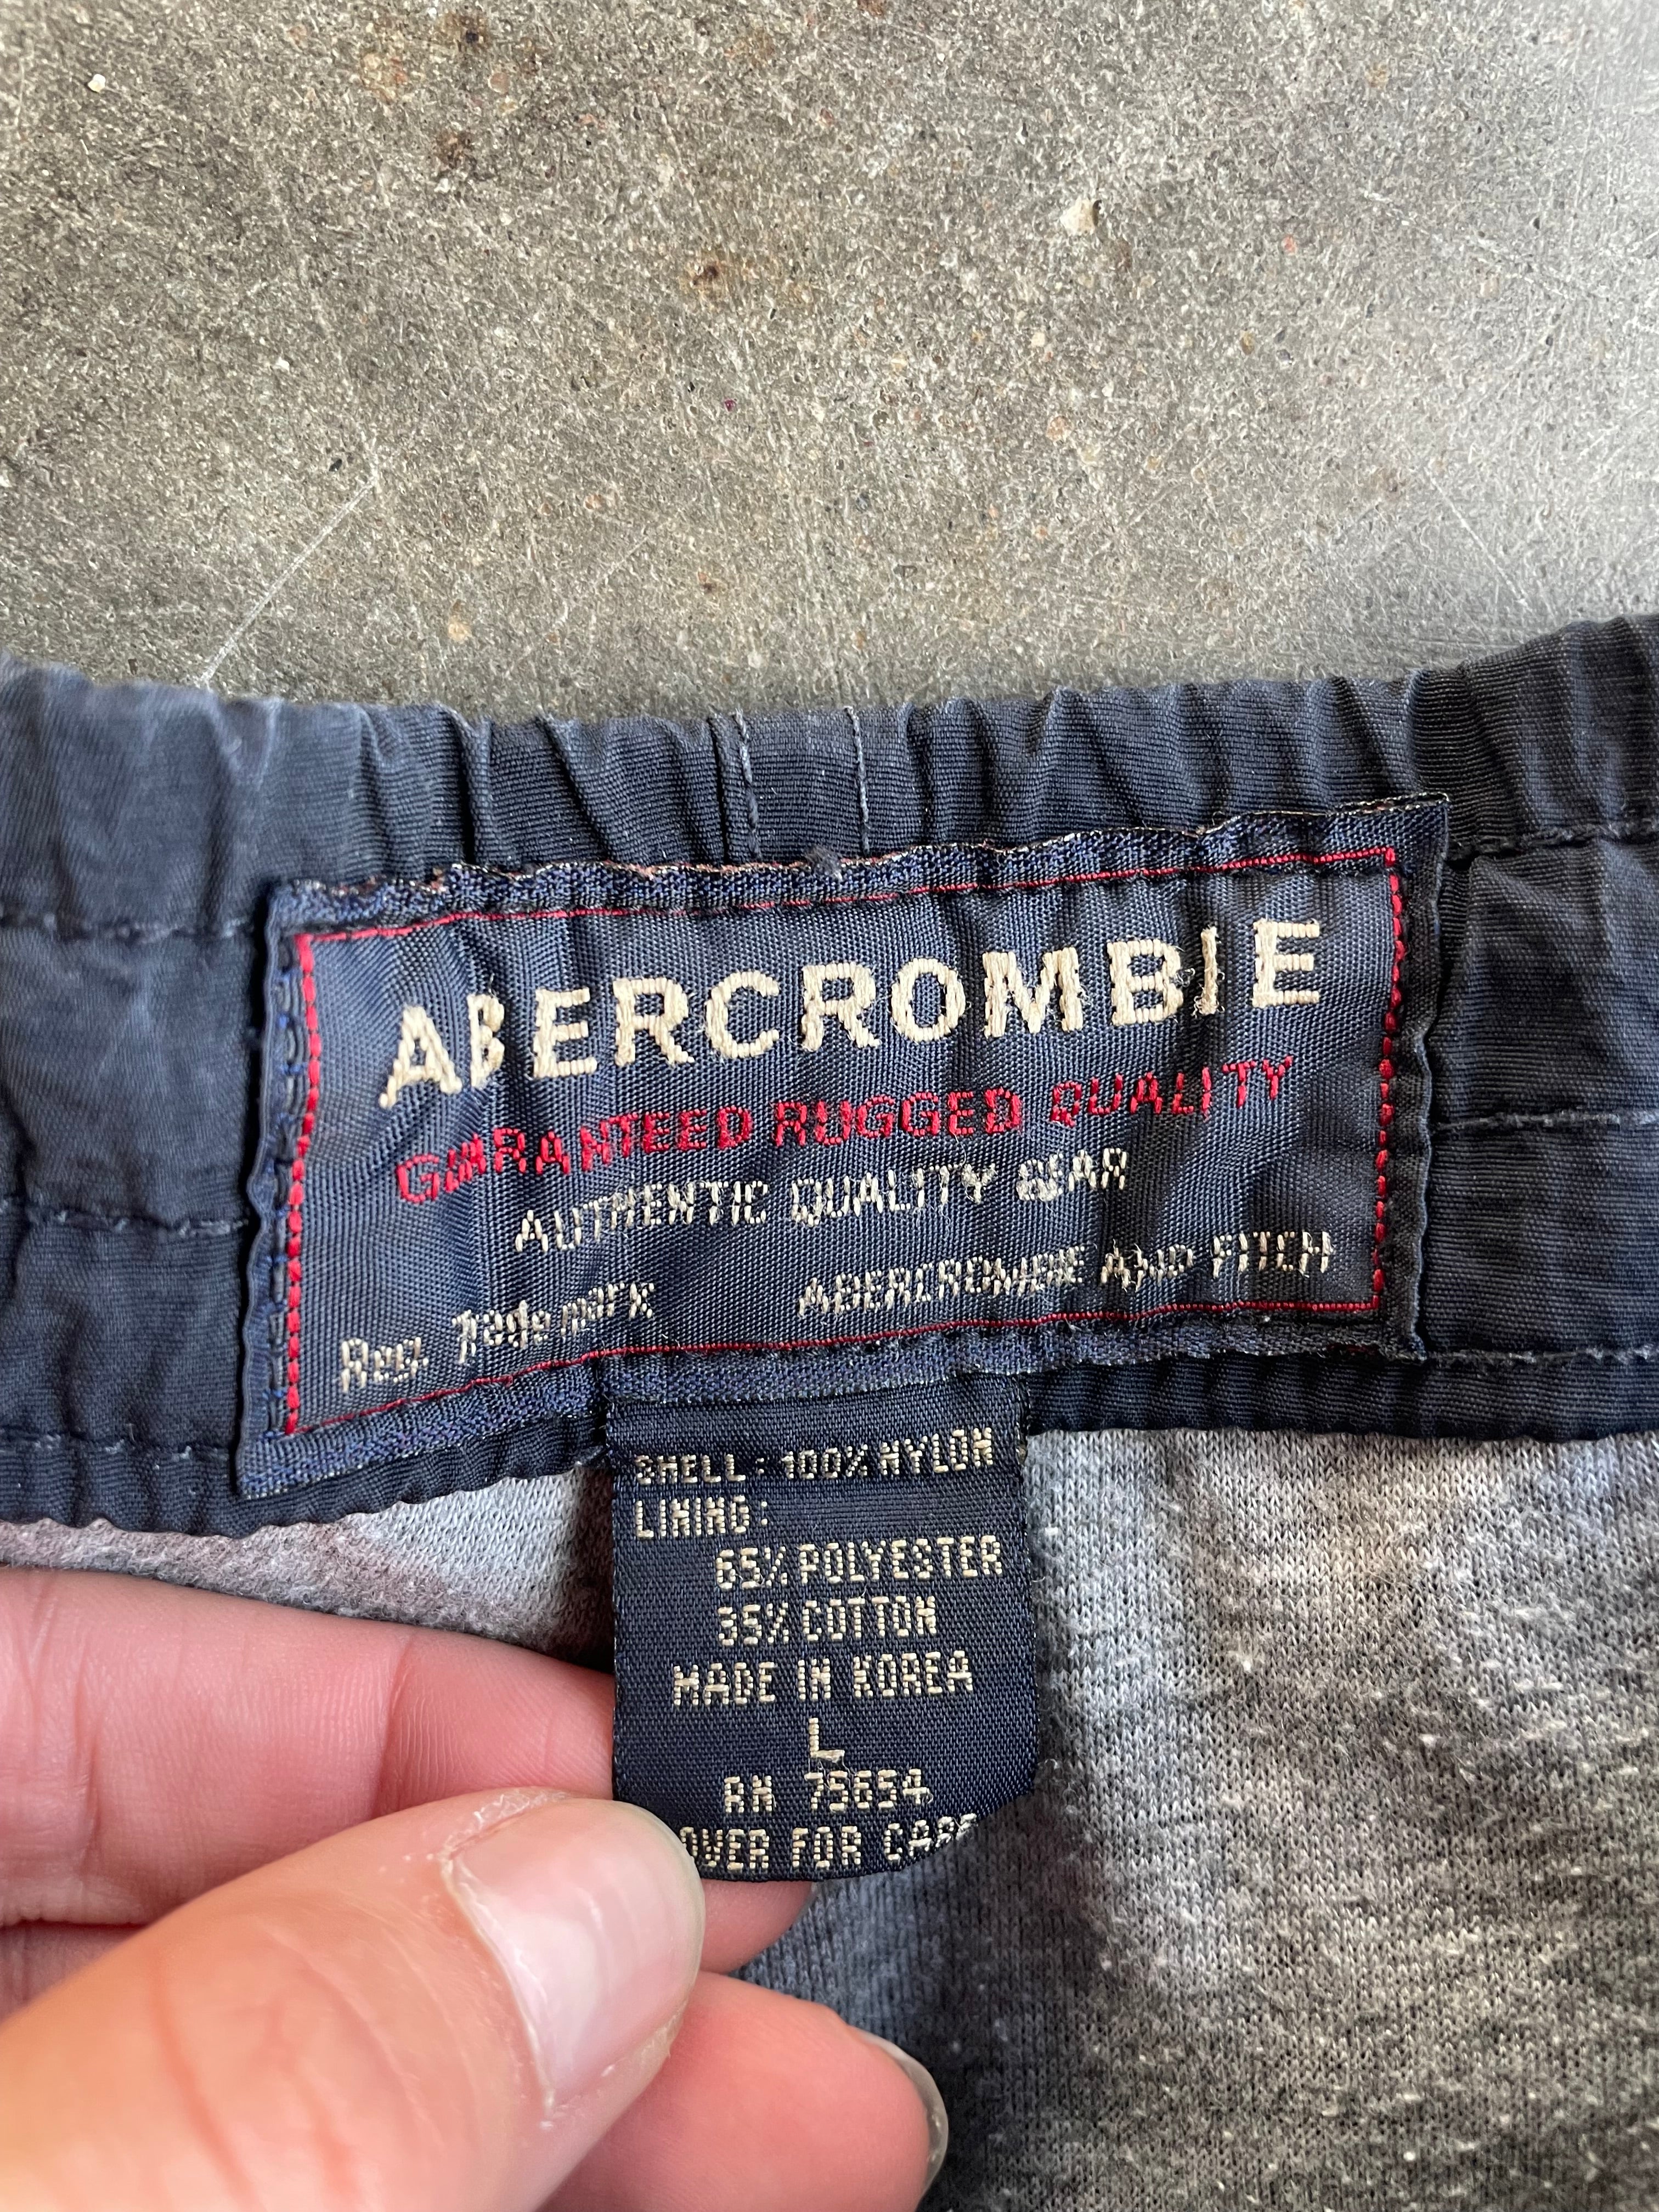 ABERCROMBIE
GUARANTEED RUGGED QUALITY
AUTHENTIC QUALITY GEAR
Reg. Trademark ABERCROMBIE AND FITCH
SHELL: 100% NYLON
LINING:
65% POLYESTER
35% COTTON
MADE IN KOREA
L
RN 75654
OVER FOR CARE